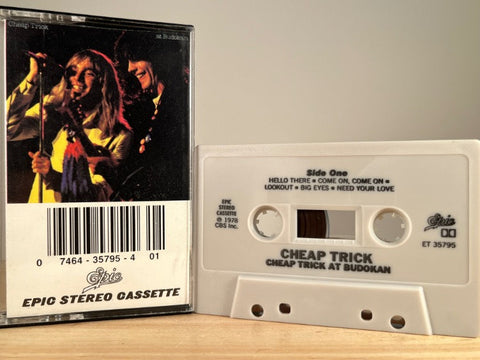 Cheap Trick
at Budokan
0 7464-35795-4 01
Epic
EPIC STEREO CASSETTE
Side One
HELLO THERE • COME ON, COME ON •
LOOKOUT • BIG EYES • NEED YOUR LOVE
EPIC
STEREO
CASSETTE
℗ 1978
CBS Inc.
Epic
ET 35795
CHEAP TRICK
CHEAP TRICK AT BUDOKAN